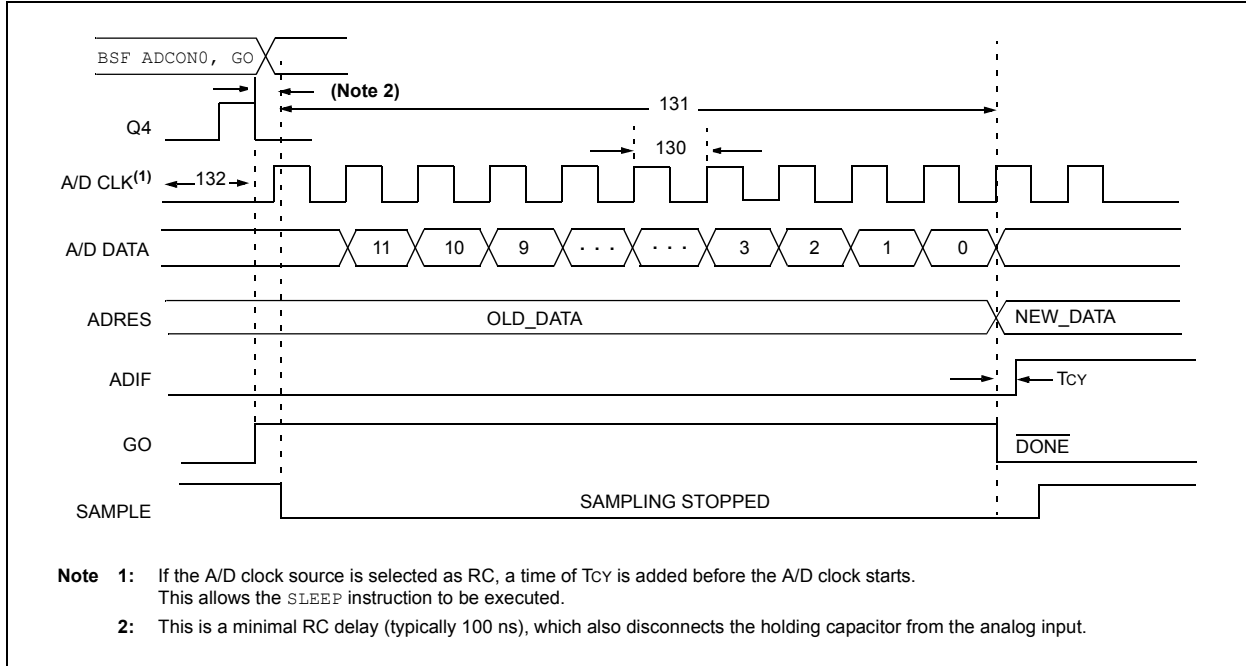 BSF ADCON0, GO
(Note 2)
131
Q4
130
A/D CLK(1)
132
A/D DATA
11 10 9 . . . . . . 3 2 1 0
ADRES
OLD_DATA
NEW_DATA
ADIF
TCY
GO
DONE
SAMPLE
SAMPLING STOPPED
Note 1: If the A/D clock source is selected as RC, a time of TCY is added before the A/D clock starts.
This allows the SLEEP instruction to be executed.
2: This is a minimal RC delay (typically 100 ns), which also disconnects the holding capacitor from the analog input.